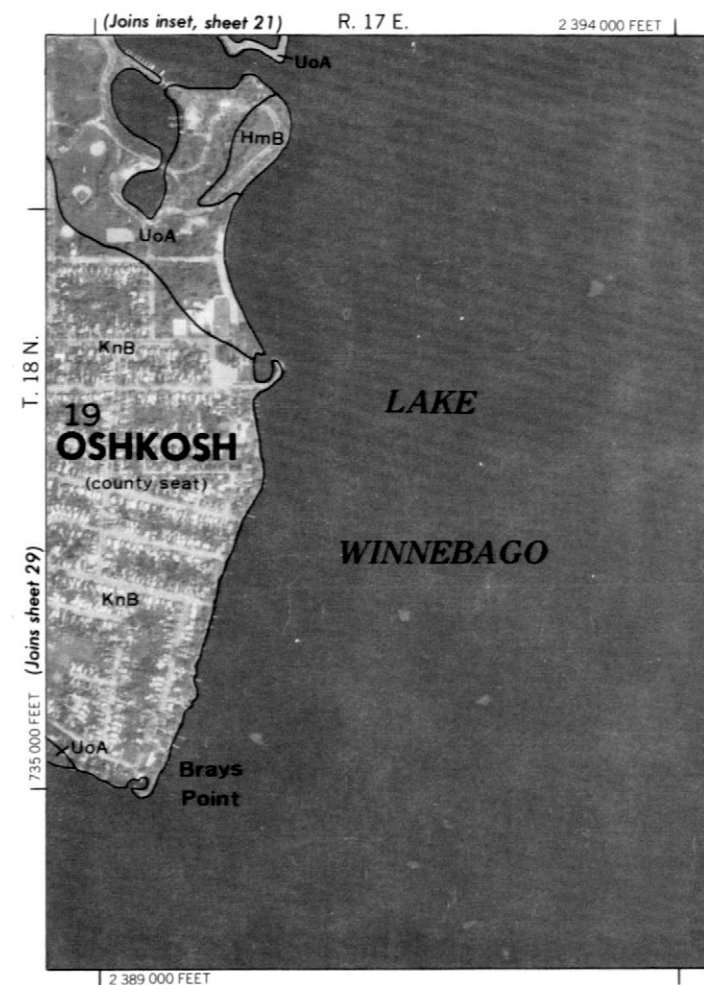 (Joins inset, sheet 21)
R. 17 E.
2 394 000 FEET
UoA
HmB
UoA
T. 18 N.
KnB
LAKE
19
OSHKOSH
(county seat)
WINNEBAGO
(Joins sheet 29)
KnB
735 000 FEET
UoA
Brays
Point
2 389 000 FEET